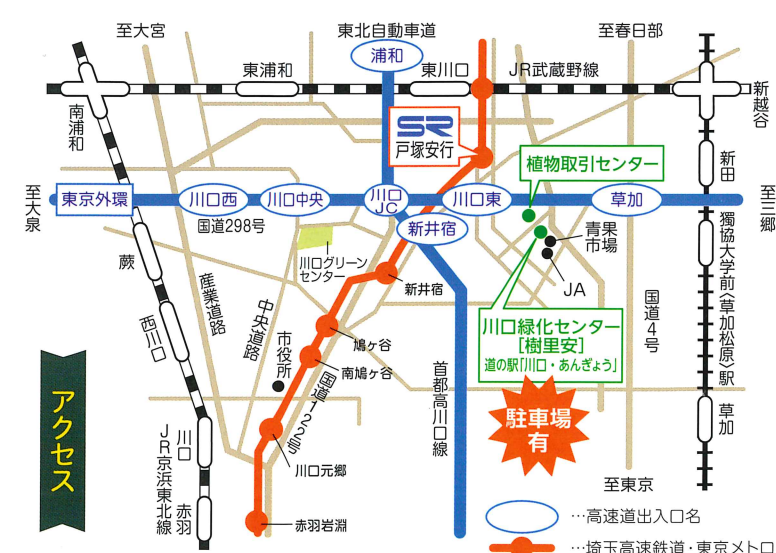 至大宮
東北自動車道
至春日部
浦和
東浦和
東川口
JR武蔵野線
南浦和
新越谷
SR
戸塚安行
植物取引センター
新田
至大泉
東京外環
川口西
川口中央
川口JC
川口東
草加
至三郷
国道298号
新井宿
青果市場
川口グリーンセンター
JA
蕨
産業道路
新井宿
獨協大学前〈草加松原〉駅
国道4号
西川口
中央道路
市役所
鳩ヶ谷
川口緑化センター
[樹里安]
道の駅「川口・あんぎょう」
南鳩ヶ谷
国道122号
首都高川口線
アクセス
駐車場
有
草加
川口
JR京浜東北線
川口元郷
至東京
赤羽
赤羽岩淵
…高速道出入口名
…埼玉高速鉄道・東京メトロ